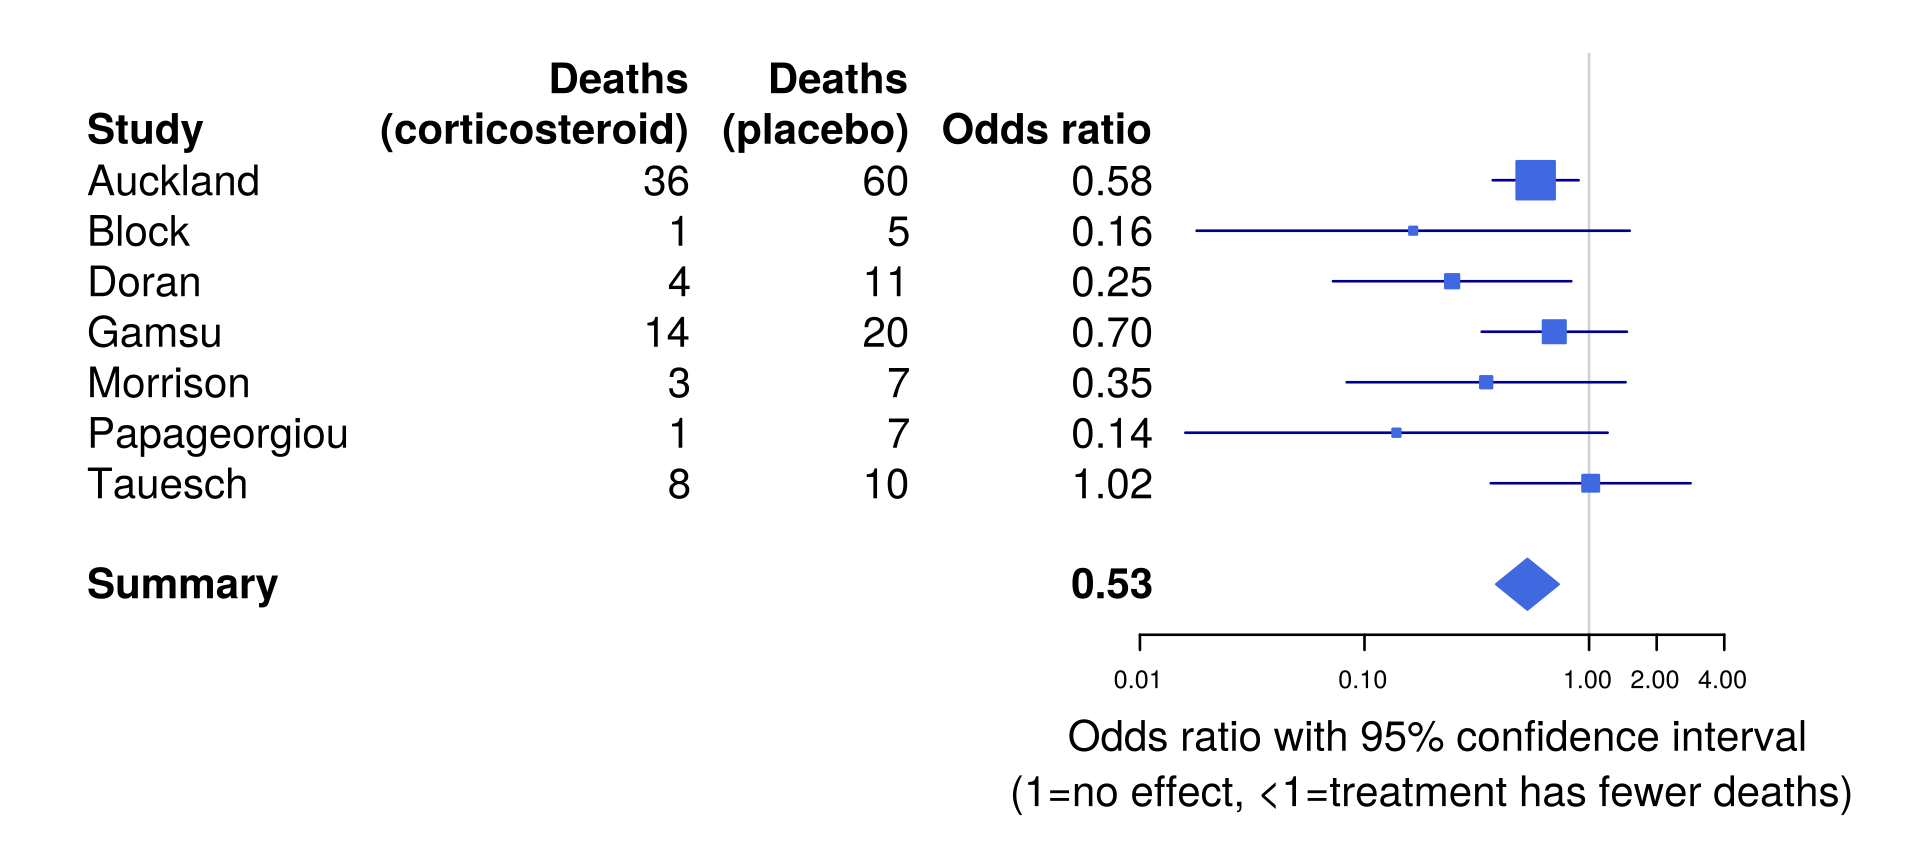 Deaths Deaths
Study (corticosteroid) (placebo) Odds ratio
Auckland 36 60 0.58
Block 1 5 0.16
Doran 4 11 0.25
Gamsu 14 20 0.70
Morrison 3 7 0.35
Papageorgiou 1 7 0.14
Tauesch 8 10 1.02
Summary 0.53
0.01 0.10 1.00 2.00 4.00
Odds ratio with 95% confidence interval
(1=no effect, <1=treatment has fewer deaths)